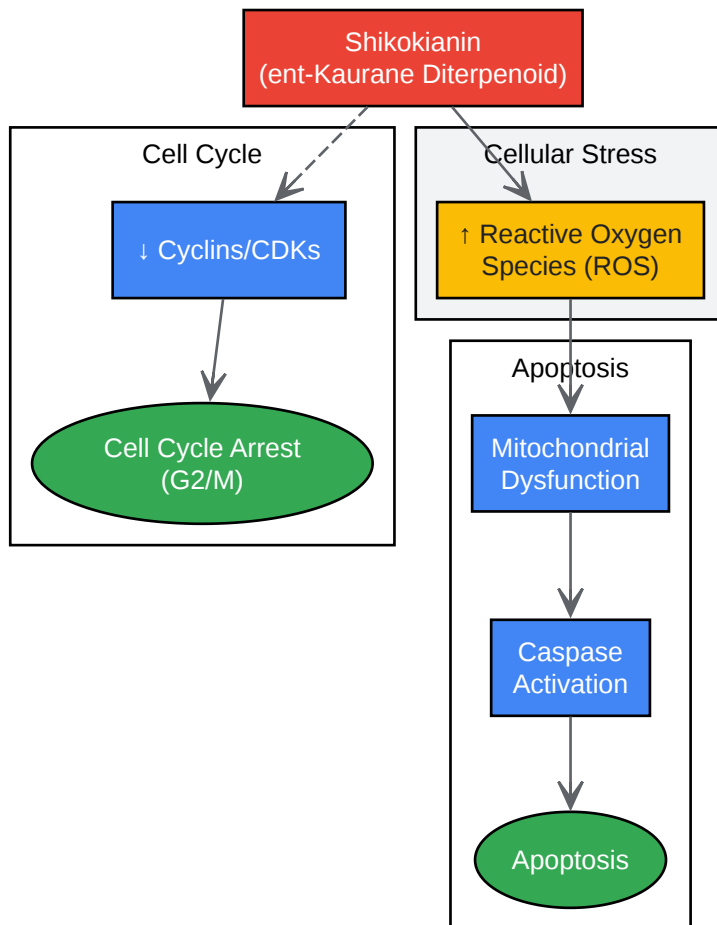 Shikokianin
(ent-Kaurane Diterpenoid)
Cell Cycle
↓ Cyclins/CDKs
Cell Cycle Arrest
(G2/M)
Cellular Stress
↑ Reactive Oxygen
Species (ROS)
Apoptosis
Mitochondrial
Dysfunction
Caspase
Activation
Apoptosis